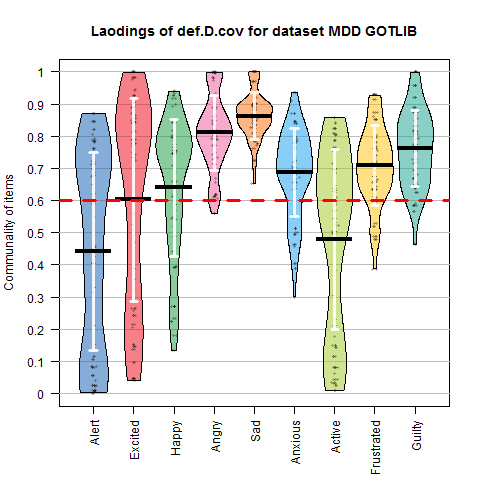 Laodings of def.D.cov for dataset MDD GOTLIB
Communality of items
1
0.9
0.8
0.7
0.6
0.5
0.4
0.3
0.2
0.1
0
Alert
Excited
Happy
Angry
Sad
Anxious
Active
Frustrated
Guilty